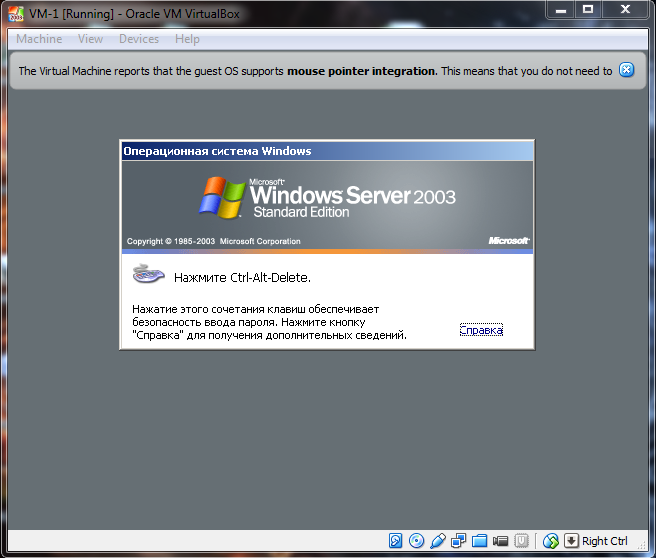 VM-1 [Running] - Oracle VM VirtualBox
Machine View Devices Help
The Virtual Machine reports that the guest OS supports mouse pointer integration. This means that you do not need to
Операционная система Windows
Microsoft
Windows Server 2003
Standard Edition
Copyright © 1985-2003 Microsoft Corporation
Microsoft
Нажмите Ctrl-Alt-Delete.
Нажатие этого сочетания клавиш обеспечивает
безопасность ввода пароля. Нажмите кнопку
"Справка" для получения дополнительных сведений.
Справка
Right Ctrl